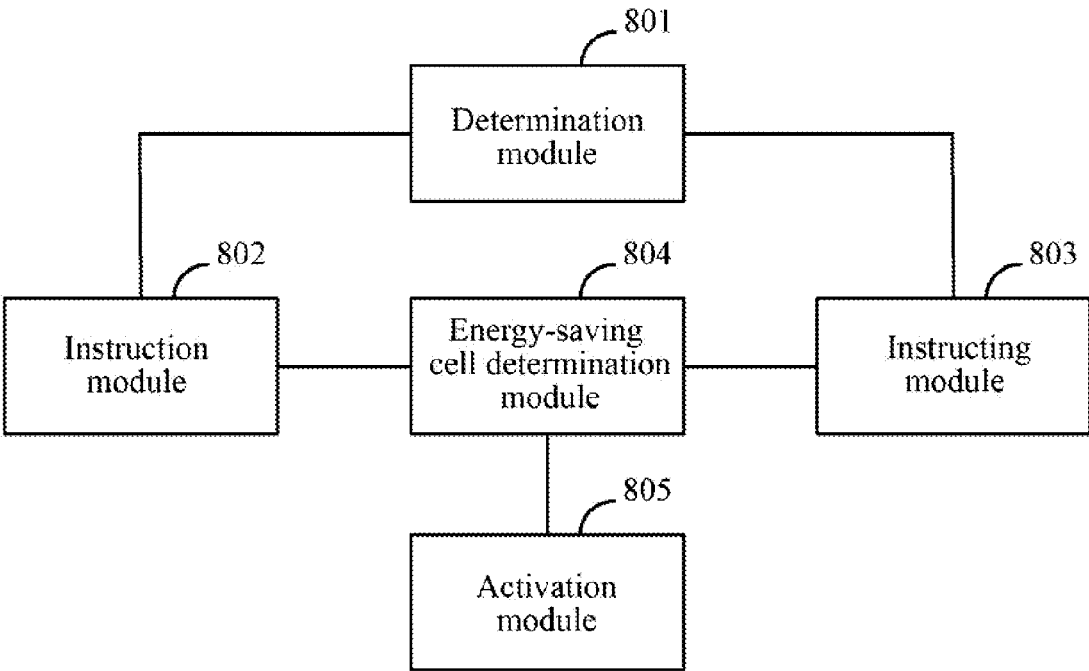 801
Determination
module
802
804
803
Instruction
module
Energy-saving
cell determination
module
Instructing
module
805
Activation
module